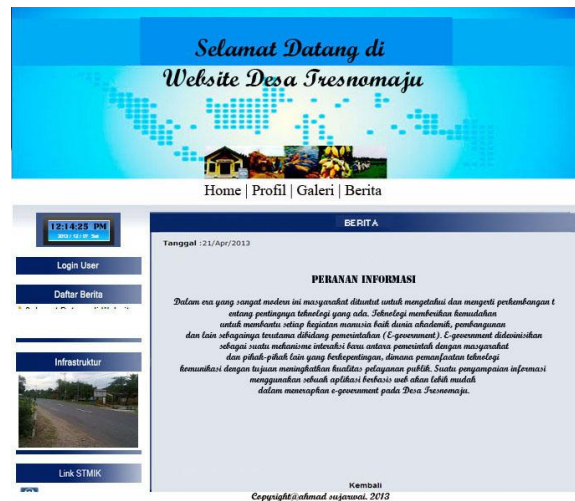 Selamat Datang di
Website Desa Tresnomaju
Home | Profil | Galeri | Berita
12:14:25 PM
BERITA
Tanggal :21/Apr/2013
Login User
PERANAN INFORMASI
Daftar Berita
Dalam era yang sangat modern ini masyarakat dituntut untuk mengetahui dan mengerti perkembangan t
entang pentingnya teknologi yang ada. Teknologi memberikan kemudahan
untuk membantu setiap kegiatan manusia baik dunia akademik, pembangunan
dan lain sebagainya terutama dibidang pemerintahan (E-government). E-government didevinisikan
sebagai suatu mekanisme interaksi baru antara pemerintah dengan masyarakat
dan pihak-pihak lain yang berkepentingan, dimana pemanfaatan teknologi
komunikasi dengan tujuan meningkatkan kualitas pelayanan publik. Suatu penyampaian informasi
menggunakan sebuah aplikasi berbasis web akan lebih mudah
dalam menerapkan e-government pada Desa Tresnomaju.
Infrastruktur
Link STMIK
Kembali
Copyright@ahmad sujarwai. 2013